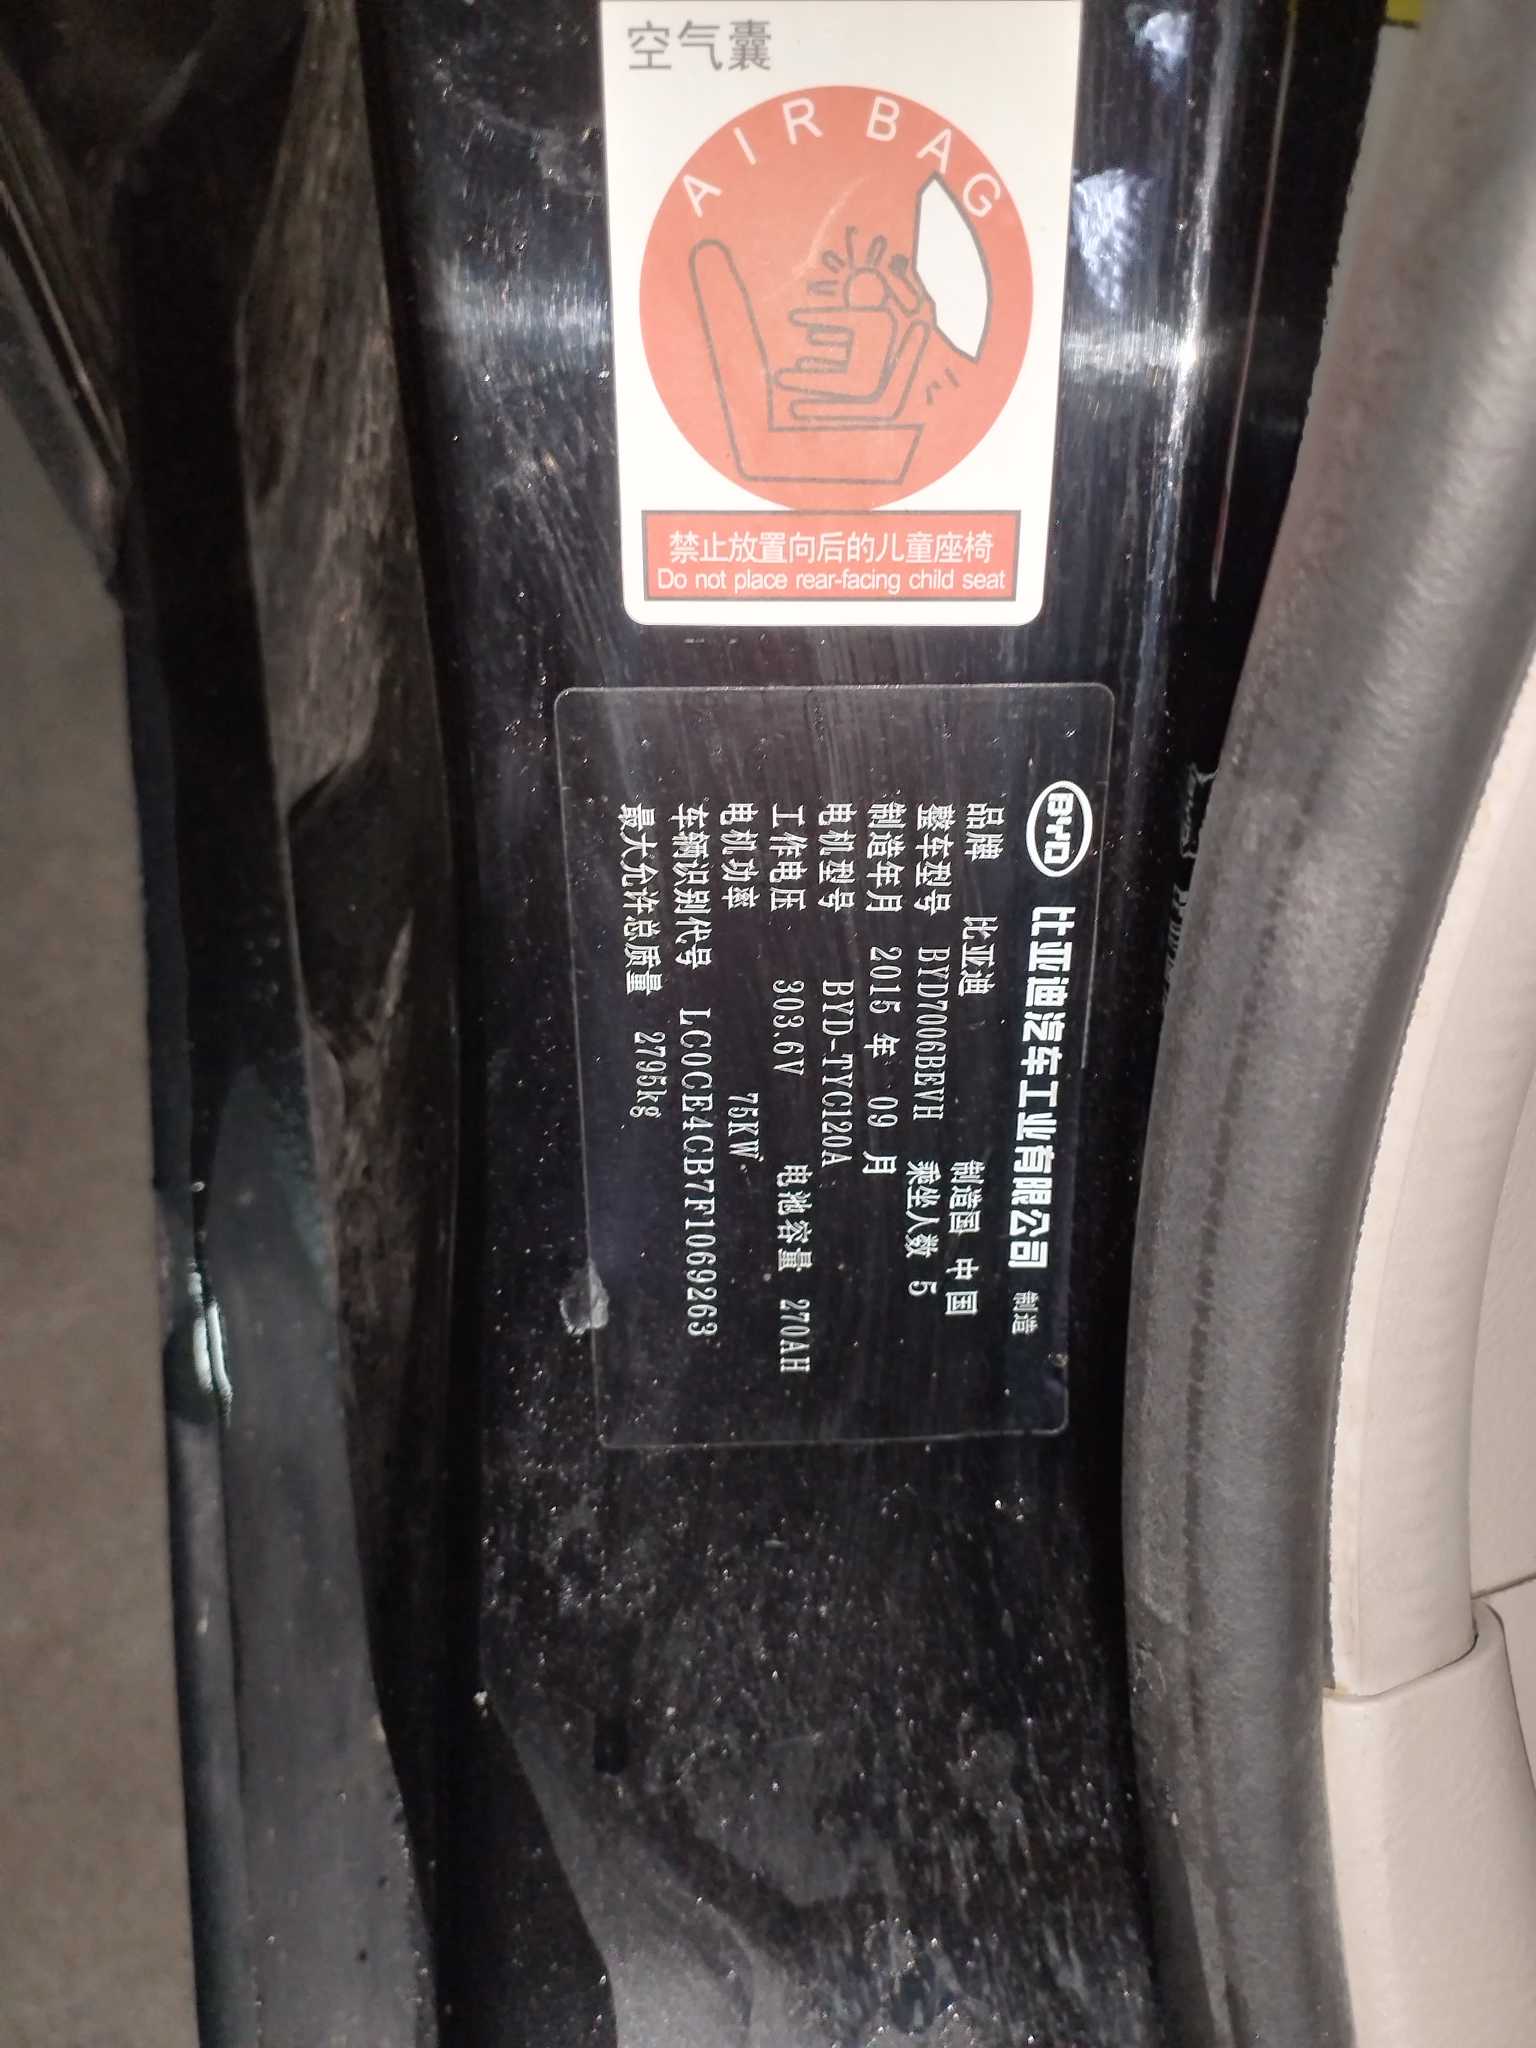 空气囊
AIRBAG
禁止放置向后的儿童座椅
Do not place rear-facing child seat
BYD 比亚迪汽车工业有限公司 制造
品牌 比亚迪 制造国 中国
整车型号 BYD7006BEVH 乘坐人数 5
制造年月 2015 年 09 月
电机型号 BYD-TYC120A
工作电压 303.6V 电池容量 270AH
电机功率 75KW
车辆识别代号 LC0CE4CB7F1069263
最大允许总质量 2795kg